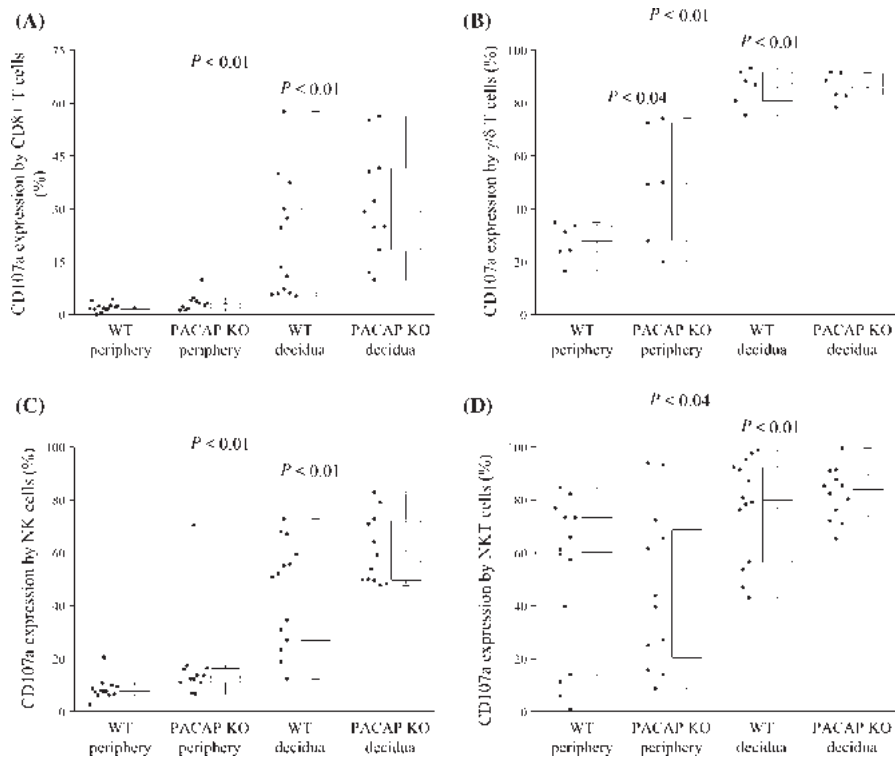 (A)
P < 0.01
P < 0.01
CD107a expression by CD8+ T cells (%)
75
60
45
30
15
0
WT periphery
PACAP KO periphery
WT decidua
PACAP KO decidua
(B)
P < 0.01
P < 0.01
P < 0.04
CD107a expression by γ/δ T cells (%)
100
80
60
40
20
0
WT periphery
PACAP KO periphery
WT decidua
PACAP KO decidua
(C)
P < 0.01
P < 0.01
CD107a expression by NK cells (%)
100
80
60
40
20
0
WT periphery
PACAP KO periphery
WT decidua
PACAP KO decidua
(D)
P < 0.04
P < 0.01
CD107a expression by NKT cells (%)
100
80
60
40
20
0
WT periphery
PACAP KO periphery
WT decidua
PACAP KO decidua